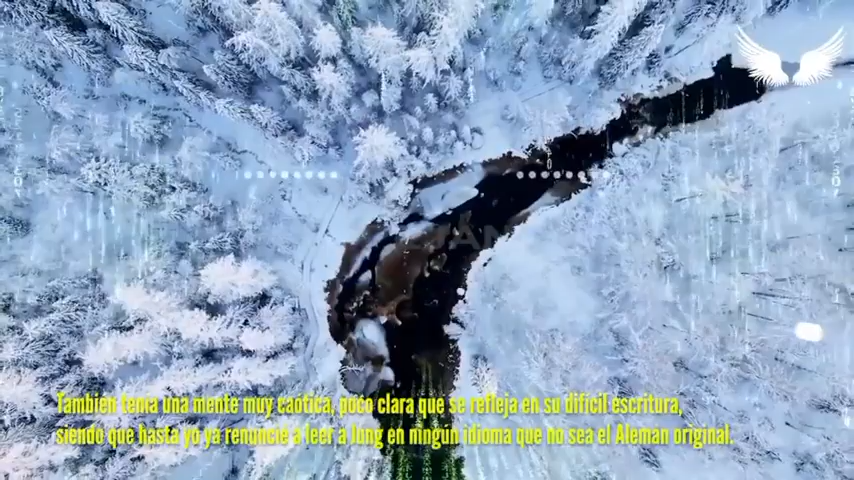 Tambien tenia una mente muy caotica, poco clara que se refleja en su dificil escritura,
siendo que hasta yo ya renuncié a leer a Jung en ningún idioma que no sea el Aleman original.